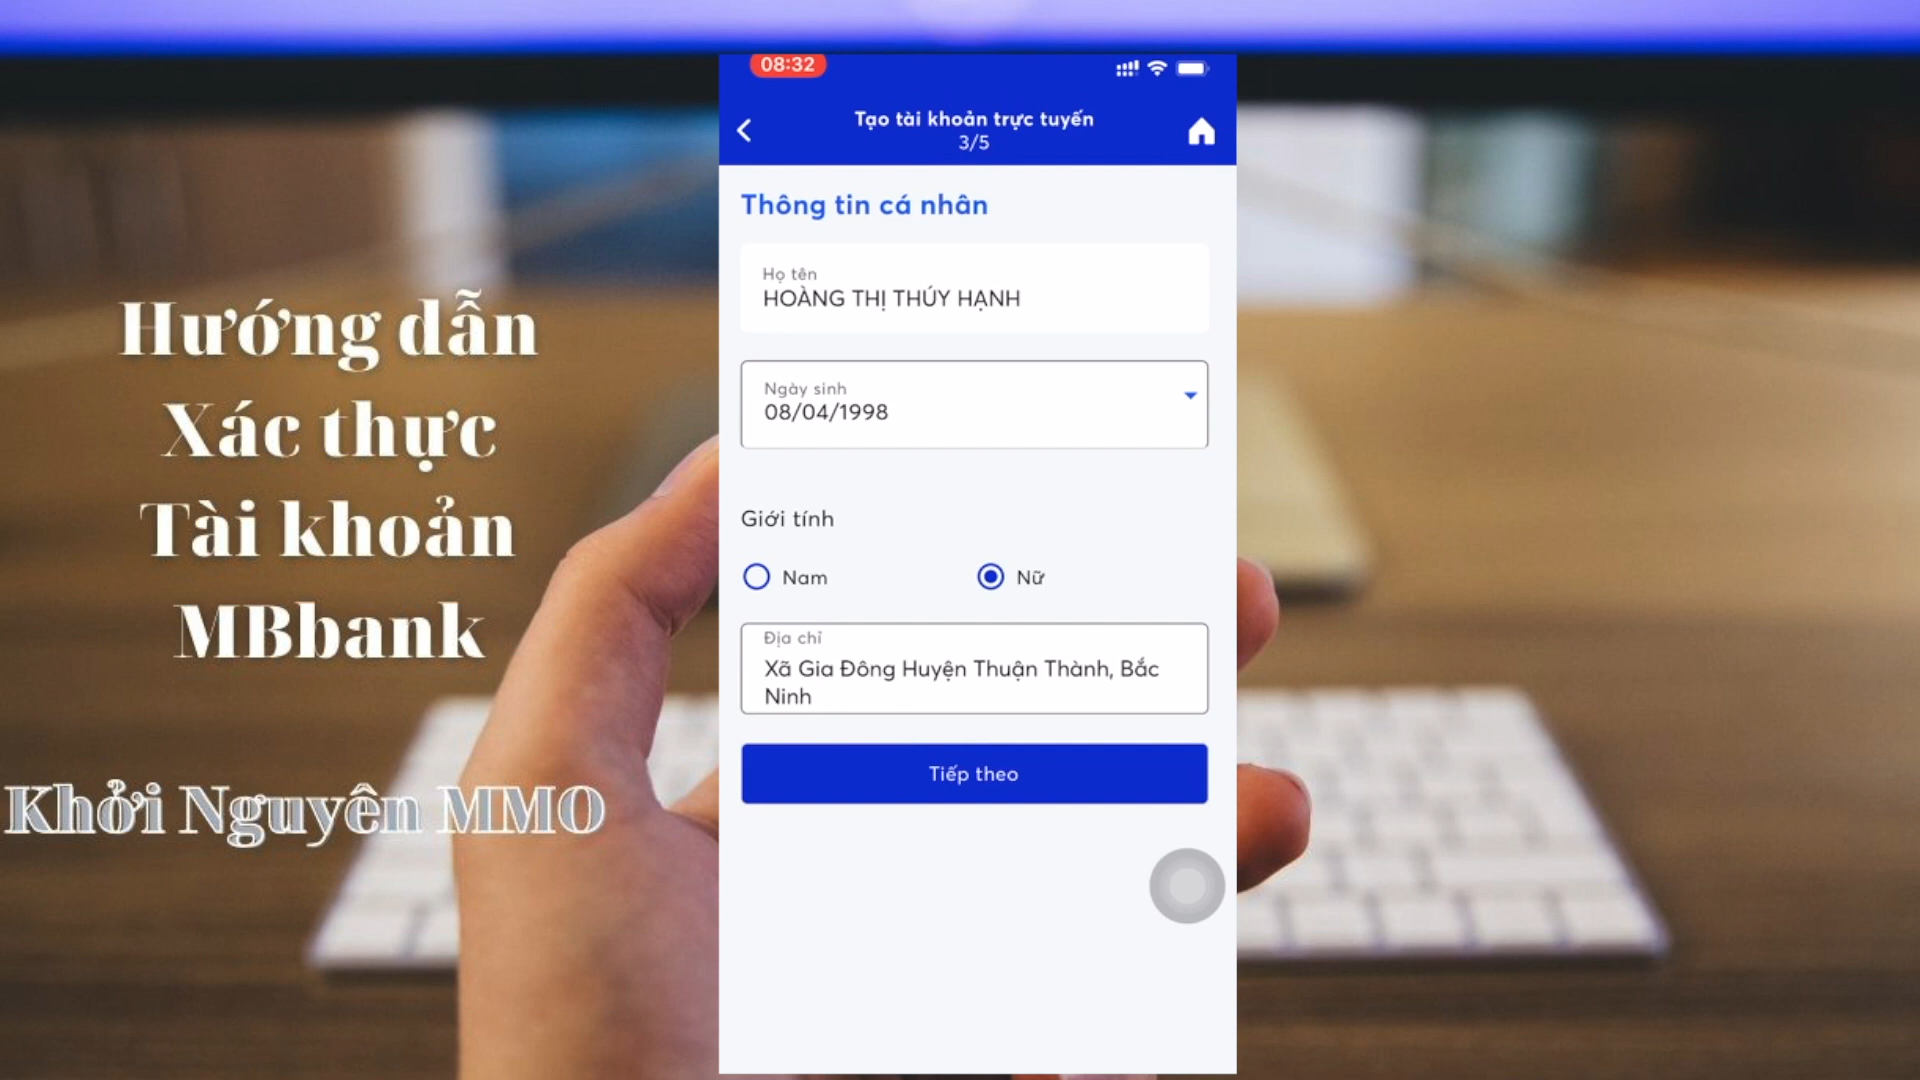 Hướng dẫn
Xác thực
Tài khoản
MBbank
Khởi Nguyên MMO
08:32
Tạo tài khoản trực tuyến
3/5
Thông tin cá nhân
Họ tên
HOÀNG THỊ THÚY HẠNH
Ngày sinh
08/04/1998
Giới tính
Nam
Nữ
Địa chỉ
Xã Gia Đông Huyện Thuận Thành, Bắc
Ninh
Tiếp theo